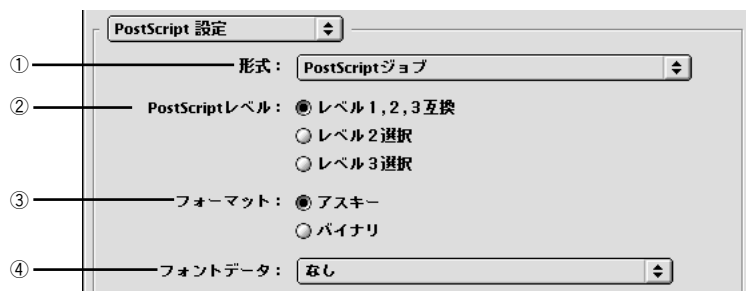 PostScript 設定
① 形式： PostScriptジョブ
② PostScriptレベル： レベル1,2,3互換
レベル2選択
レベル3選択
③ フォーマット： アスキー
バイナリ
④ フォントデータ： なし